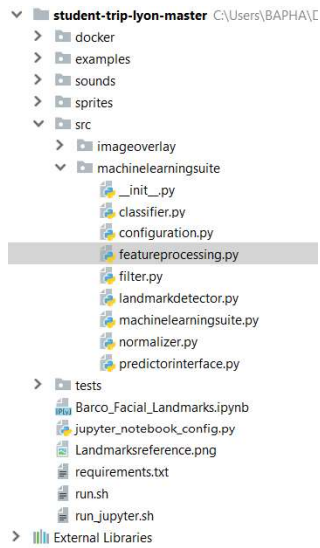 student-trip-lyon-master C:\Users\BAPHA\D
docker
examples
sounds
sprites
src
imageoverlay
machinelearningsuite
__init__.py
classifier.py
configuration.py
featureprocessing.py
filter.py
landmarkdetector.py
machinelearningsuite.py
normalizer.py
predictorinterface.py
tests
Barco_Facial_Landmarks.ipynb
jupyter_notebook_config.py
Landmarksreference.png
requirements.txt
run.sh
run_jupyter.sh
External Libraries